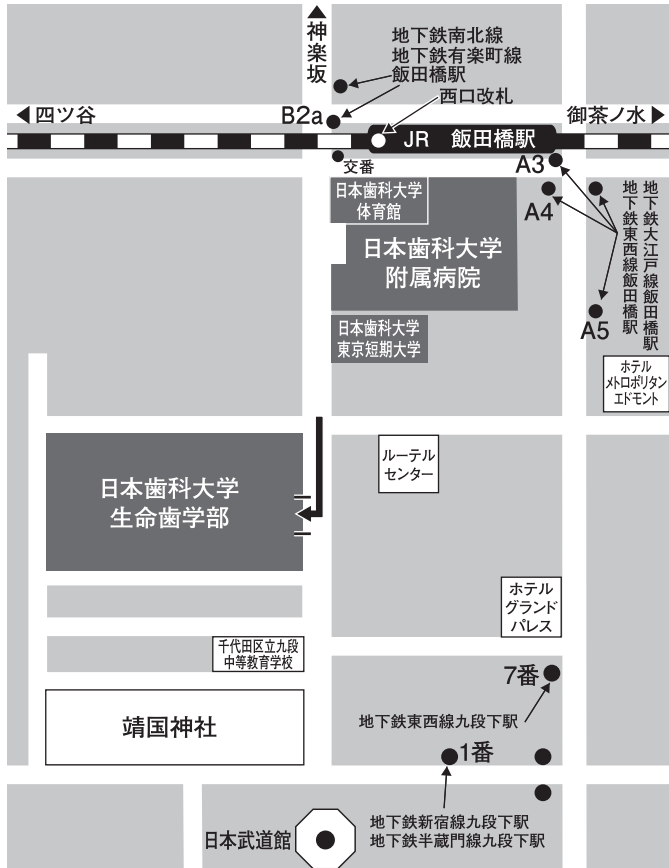 神楽坂
地下鉄南北線
地下鉄有楽町線
飯田橋駅
西口改札
四ツ谷
B2a
御茶ノ水
JR 飯田橋駅
交番
A3
日本歯科大学
体育館
A4
日本歯科大学
附属病院
地下鉄大江戸線飯田橋駅
地下鉄東西線飯田橋駅
A5
日本歯科大学
東京短期大学
ホテル
メトロポリタン
エドモント
ルーテル
センター
日本歯科大学
生命歯学部
ホテル
グランド
パレス
千代田区立九段
中等教育学校
7番
靖国神社
地下鉄東西線九段下駅
1番
地下鉄新宿線九段下駅
地下鉄半蔵門線九段下駅
日本武道館